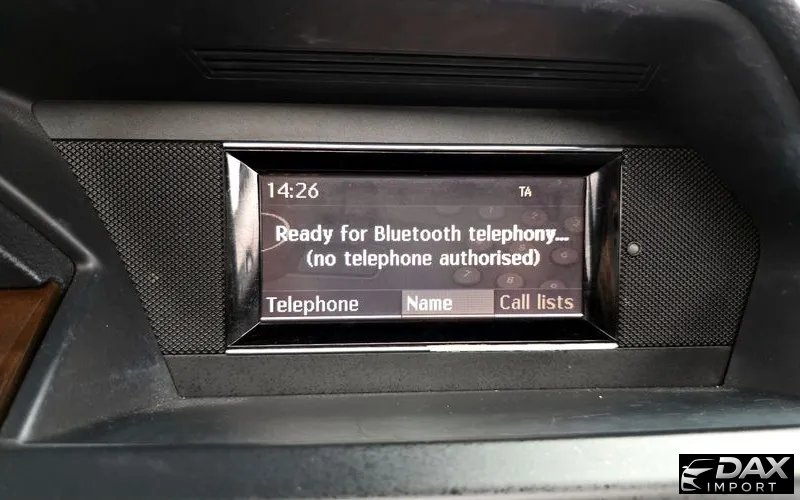 14:26 TA
Ready for Bluetooth telephony...
(no telephone authorised)
Telephone Name Call lists
DAX
IMPORT